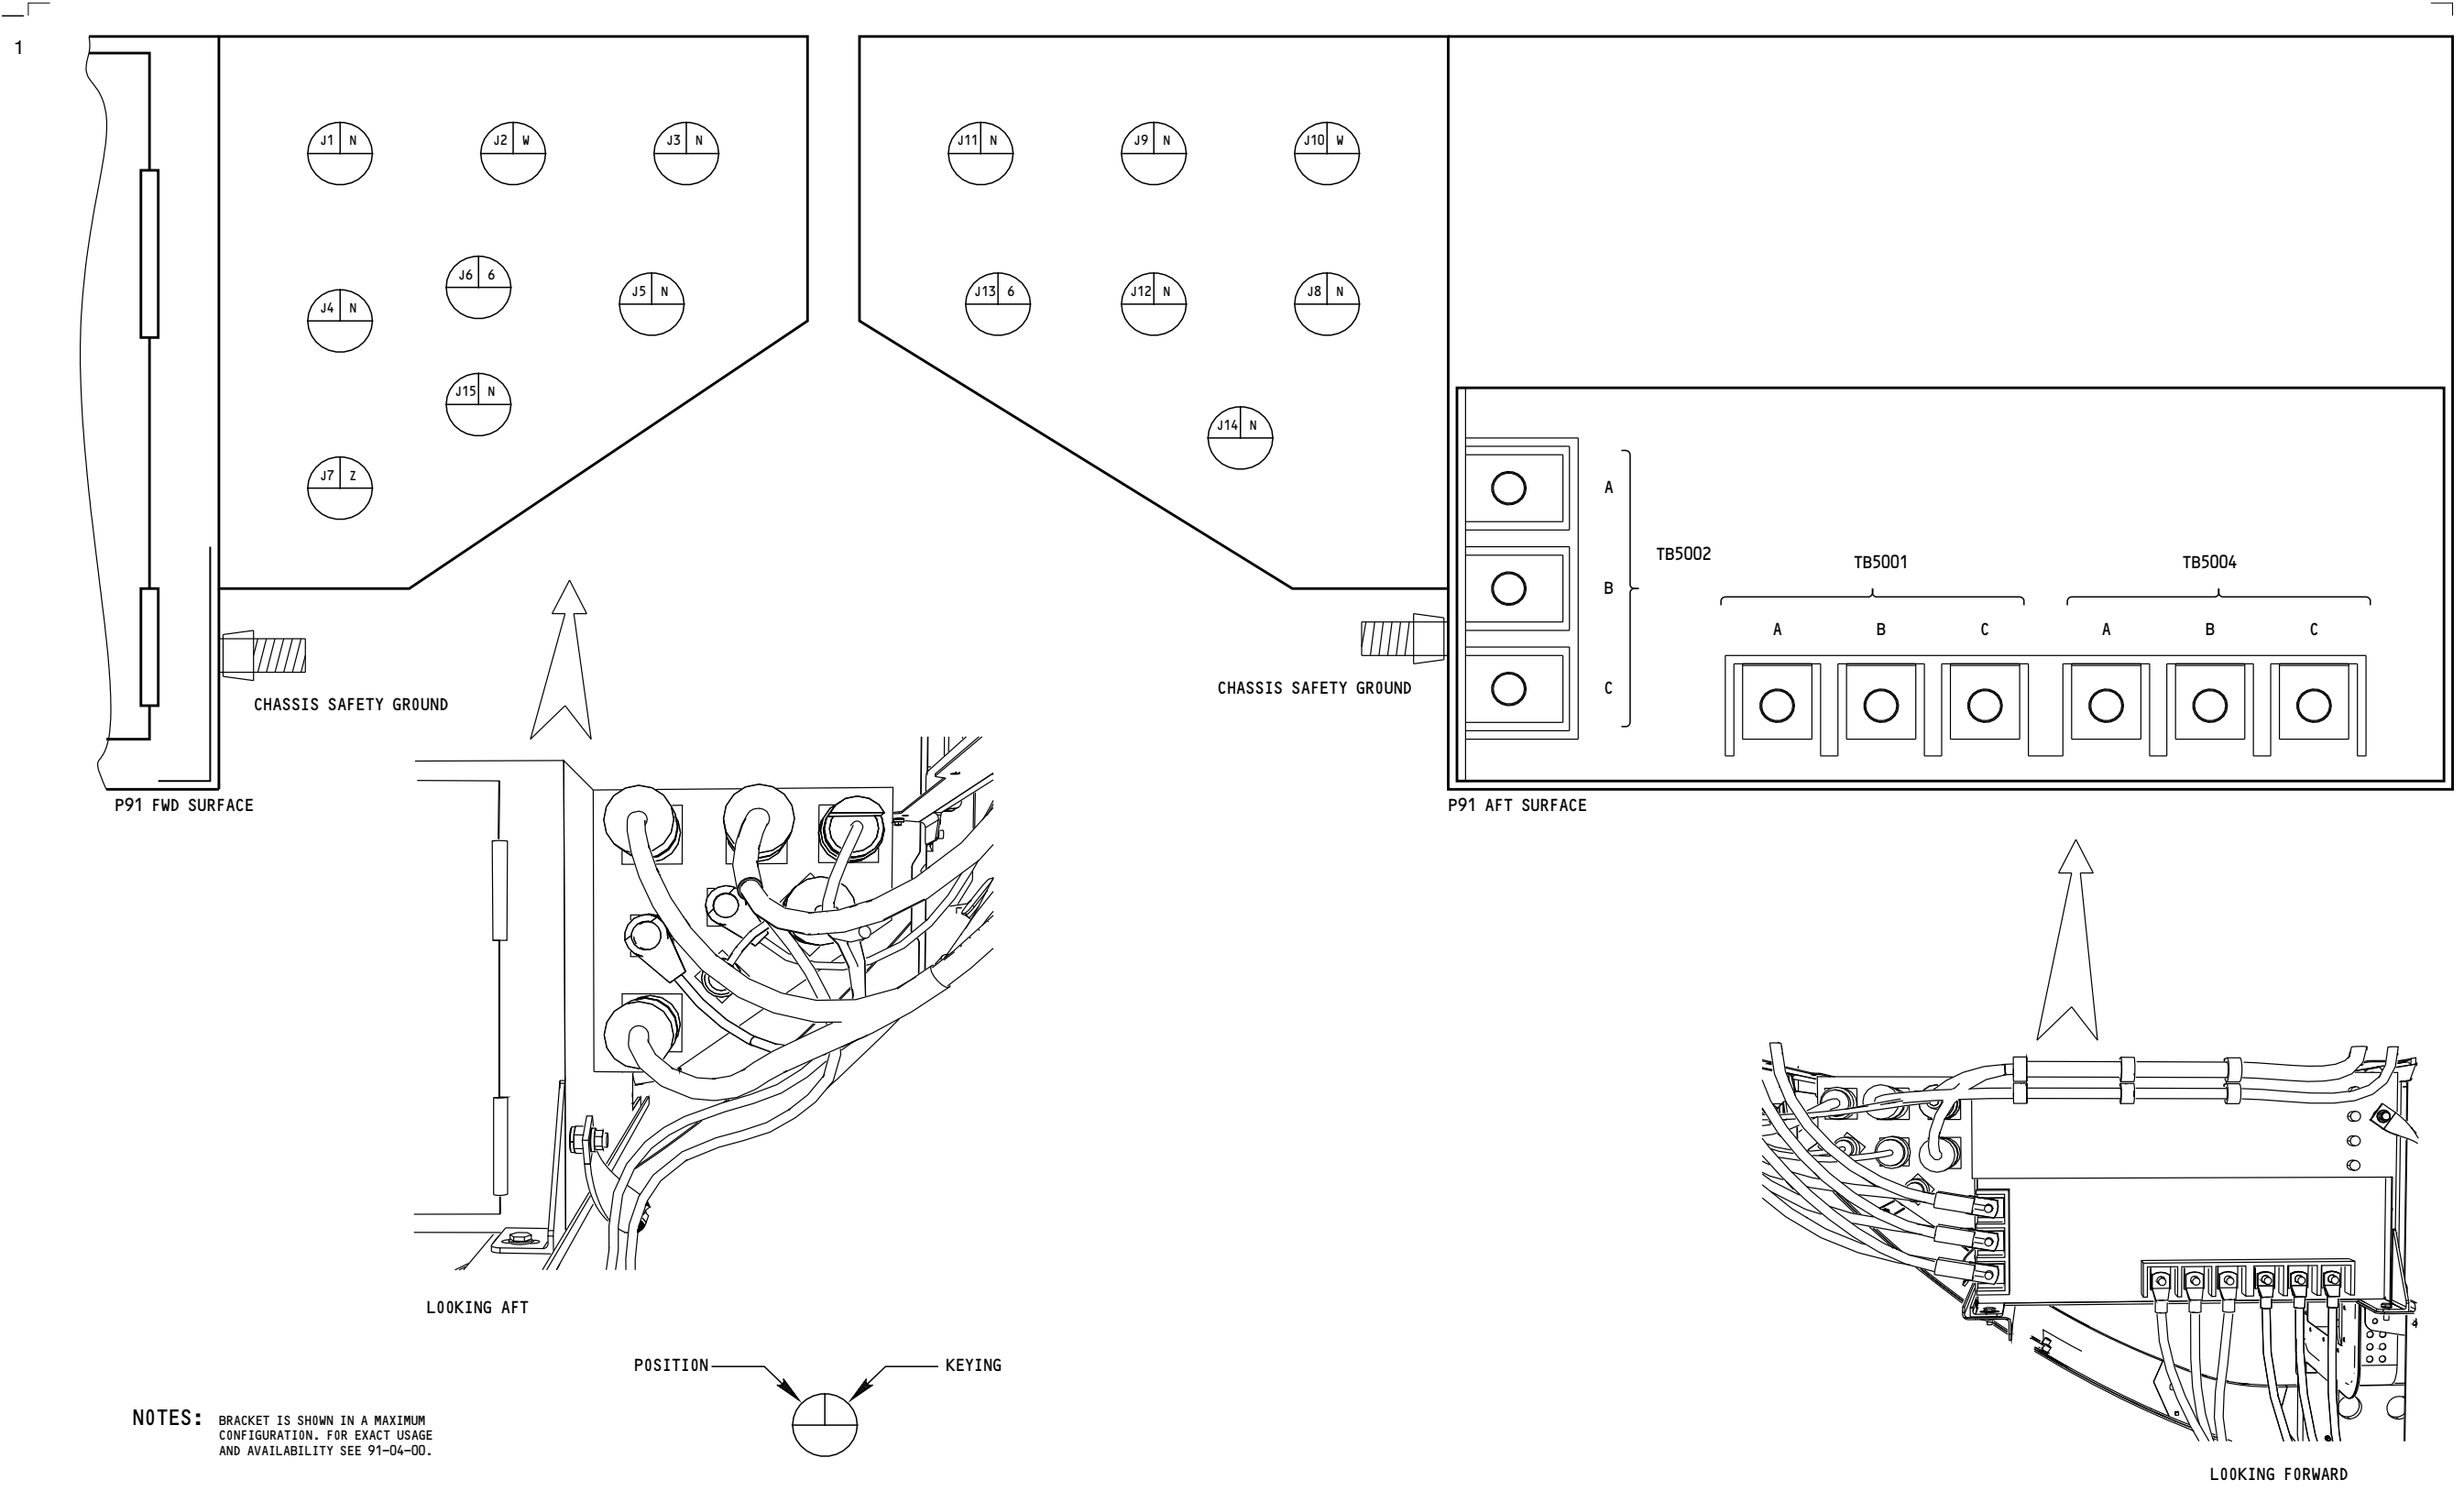 1
J1 N
J2 W
J3 N
J11 N
J9 N
J10 W
J6 6
J5 N
J4 N
J13 6
J12 N
J8 N
J15 N
J14 N
J7 Z
A
B
C
TB5002
TB5001
TB5004
A B C
A B C
CHASSIS SAFETY GROUND
CHASSIS SAFETY GROUND
P91 FWD SURFACE
P91 AFT SURFACE
LOOKING AFT
POSITION
KEYING
NOTES: BRACKET IS SHOWN IN A MAXIMUM
CONFIGURATION. FOR EXACT USAGE
AND AVAILABILITY SEE 91-04-00.
LOOKING FORWARD